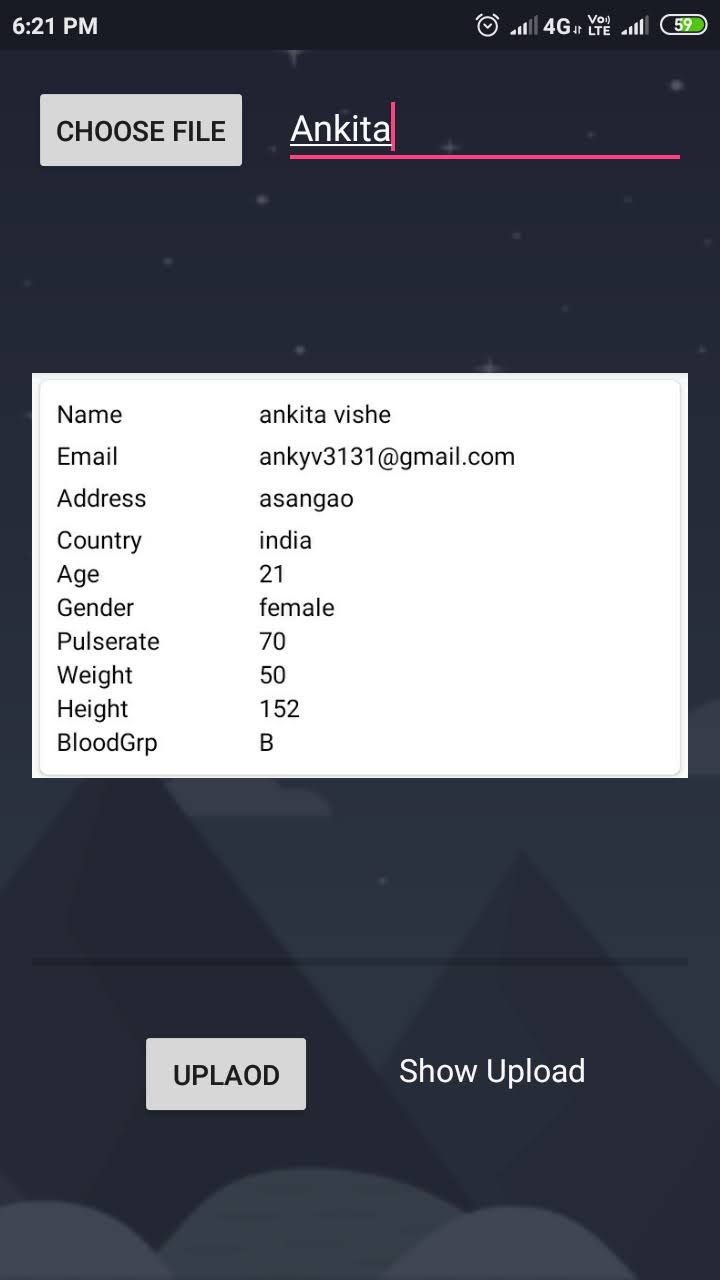 6:21 PM 4G Vo)) LTE 59
CHOOSE FILE Ankita
Name ankita vishe
Email ankyv3131@gmail.com
Address asangao
Country india
Age 21
Gender female
Pulserate 70
Weight 50
Height 152
BloodGrp B
UPLAOD Show Upload